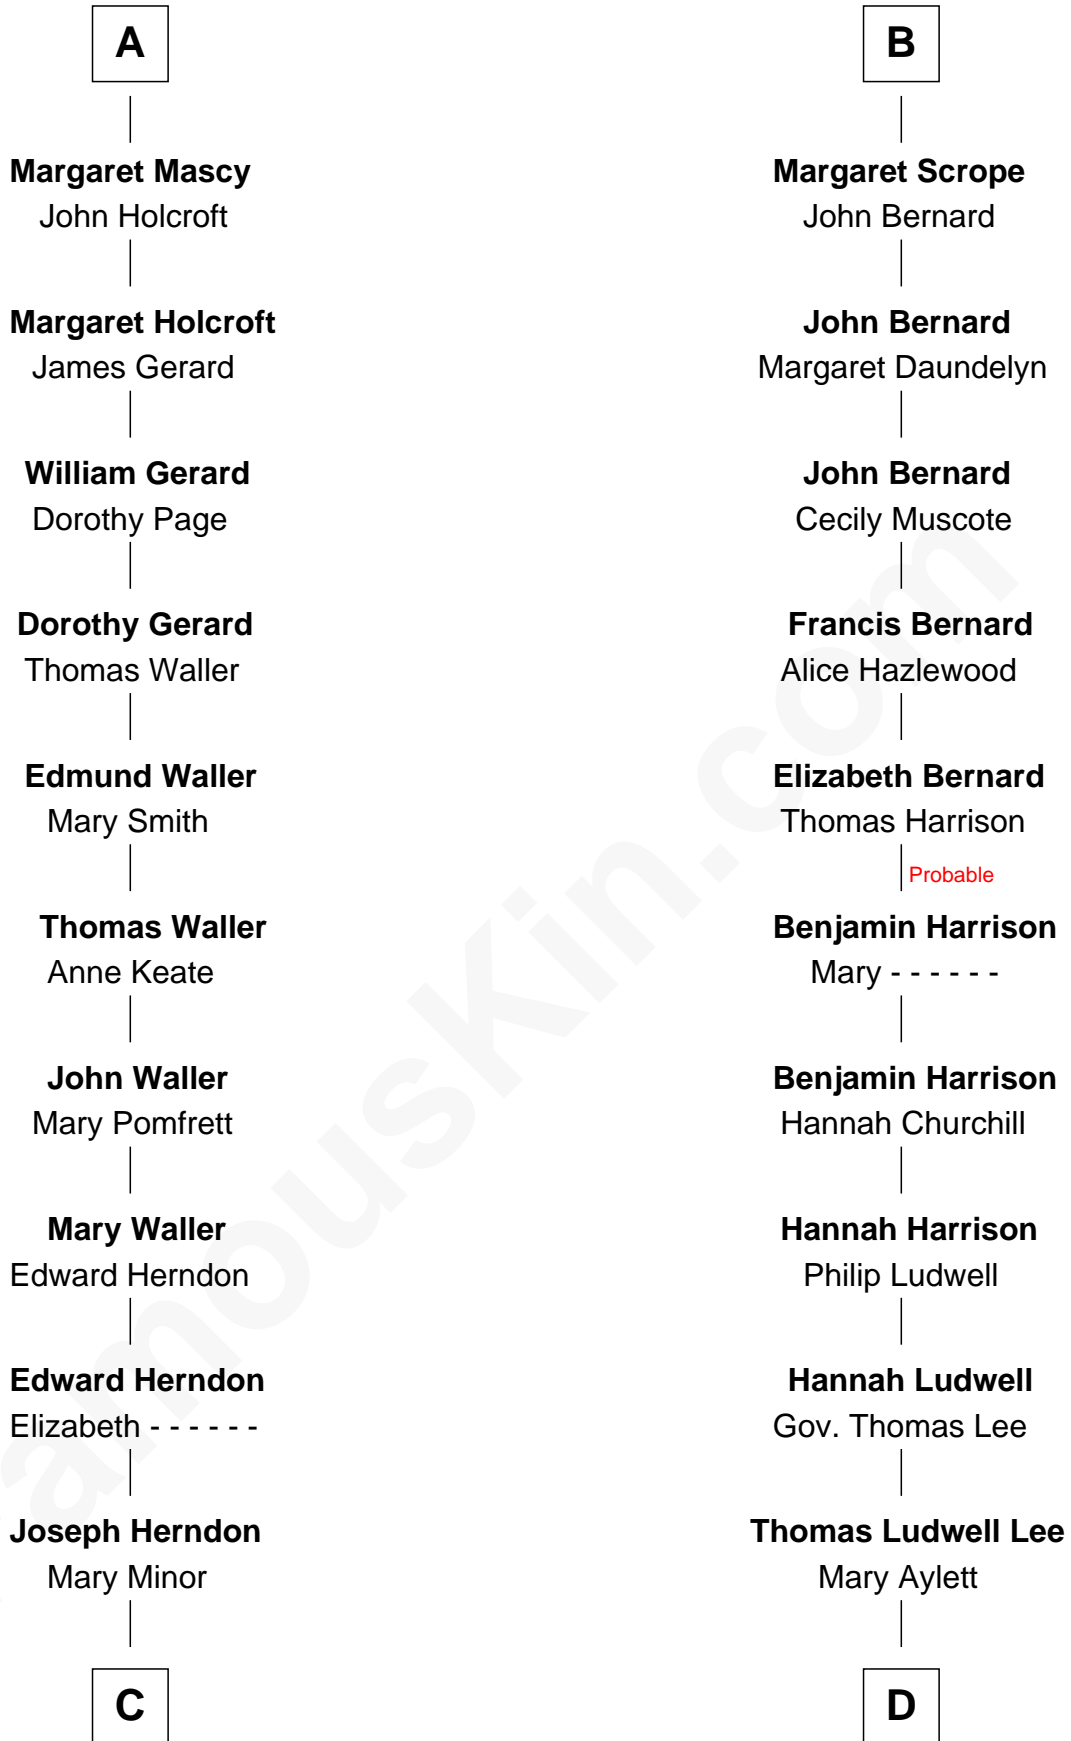 A
Margaret Mascy
John Holcroft
Margaret Holcroft
James Gerard
William Gerard
Dorothy Page
Dorothy Gerard
Thomas Waller
Edmund Waller
Mary Smith
Thomas Waller
Anne Keate
John Waller
Mary Pomfrett
Mary Waller
Edward Herndon
Edward Herndon
Elizabeth - - - - - -
Joseph Herndon
Mary Minor
C
B
Margaret Scrope
John Bernard
John Bernard
Margaret Daundelyn
John Bernard
Cecily Muscote
Francis Bernard
Alice Hazlewood
Elizabeth Bernard
Thomas Harrison
Probable
Benjamin Harrison
Mary - - - - - -
Benjamin Harrison
Hannah Churchill
Hannah Harrison
Philip Ludwell
Hannah Ludwell
Gov. Thomas Lee
Thomas Ludwell Lee
Mary Aylett
D
amouskin.com